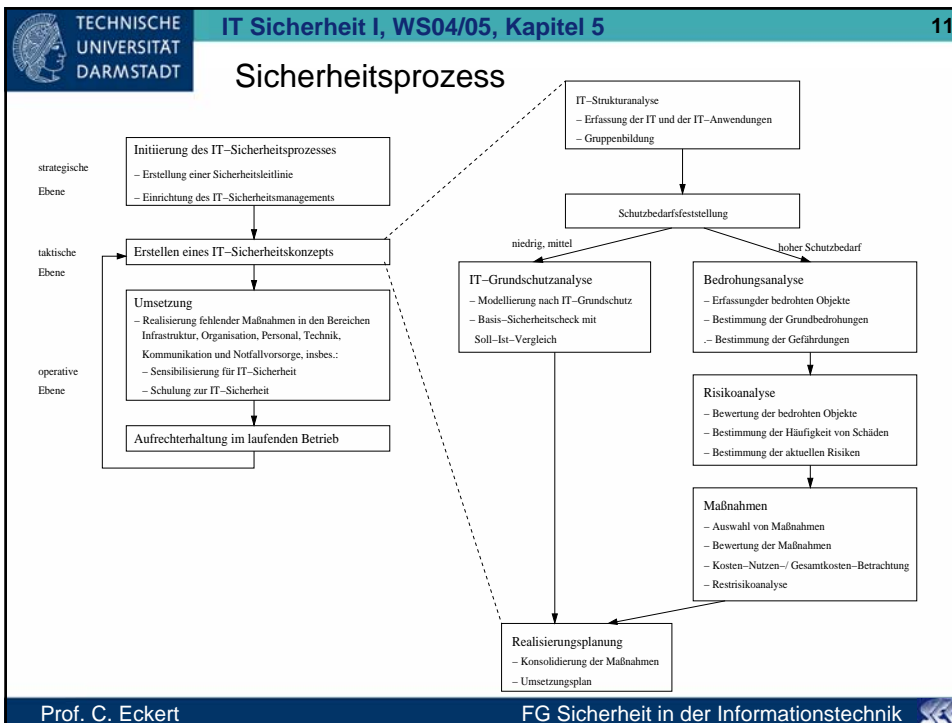 TECHNISCHE
UNIVERSITÄT
DARMSTADT
IT Sicherheit I, WS04/05, Kapitel 5
11
Sicherheitsprozess
strategische
Ebene
Initiierung des IT–Sicherheitsprozesses
– Erstellung einer Sicherheitsleitlinie
– Einrichtung des IT–Sicherheitsmanagements
taktische
Ebene
Erstellen eines IT–Sicherheitskonzepts
operative
Ebene
Umsetzung
– Realisierung fehlender Maßnahmen in den Bereichen
Infrastruktur, Organisation, Personal, Technik,
Kommunikation und Notfallvorsorge, insbes.:
– Sensibilisierung für IT–Sicherheit
– Schulung zur IT–Sicherheit
Aufrechterhaltung im laufenden Betrieb
IT–Strukturanalyse
– Erfassung der IT und der IT–Anwendungen
– Gruppenbildung
Schutzbedarfsfeststellung
niedrig, mittel
hoher Schutzbedarf
IT–Grundschutzanalyse
– Modellierung nach IT–Grundschutz
– Basis–Sicherheitscheck mit
Soll–Ist–Vergleich
Bedrohungsanalyse
– Erfassungder bedrohten Objekte
– Bestimmung der Grundbedrohungen
.– Bestimmung der Gefährdungen
Risikoanalyse
– Bewertung der bedrohten Objekte
– Bestimmung der Häufigkeit von Schäden
– Bestimmung der aktuellen Risiken
Maßnahmen
– Auswahl von Maßnahmen
– Bewertung der Maßnahmen
– Kosten–Nutzen–/ Gesamtkosten–Betrachtung
– Restrisikoanalyse
Realisierungsplanung
– Konsolidierung der Maßnahmen
– Umsetzungsplan
Prof. C. Eckert
FG Sicherheit in der Informationstechnik